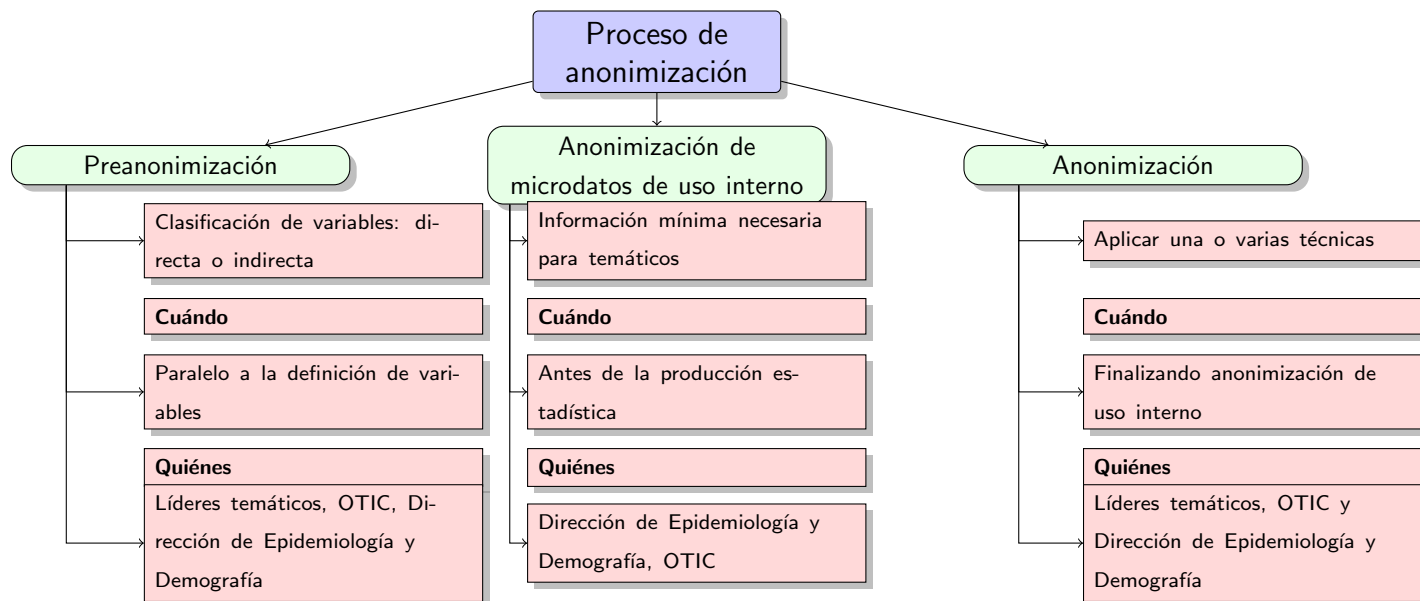 Proceso de
anonimización
Preanonimización
Clasificación de variables: di-
recta o indirecta
Cuándo
Paralelo a la definición de vari-
ables
Quiénes
Líderes temáticos, OTIC, Di-
rección de Epidemiología y
Demografía
Anonimización de
microdatos de uso interno
Información mínima necesaria
para temáticos
Cuándo
Antes de la producción es-
tadística
Quiénes
Dirección de Epidemiología y
Demografía, OTIC
Anonimización
Aplicar una o varias técnicas
Cuándo
Finalizando anonimización de
uso interno
Quiénes
Líderes temáticos, OTIC y
Dirección de Epidemiología y
Demografía